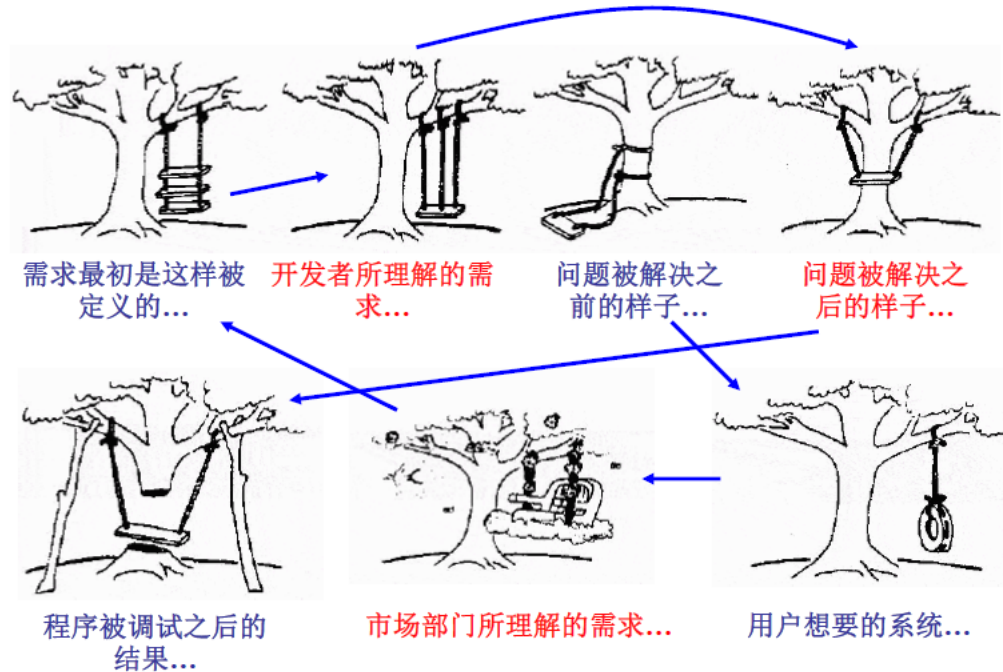 需求最初是这样被
定义的...
开发者所理解的需
求...
问题被解决之
前的样子...
问题被解决之
后的样子...
程序被调试之后的
结果...
市场部门所理解的需求...
用户想要的系统...